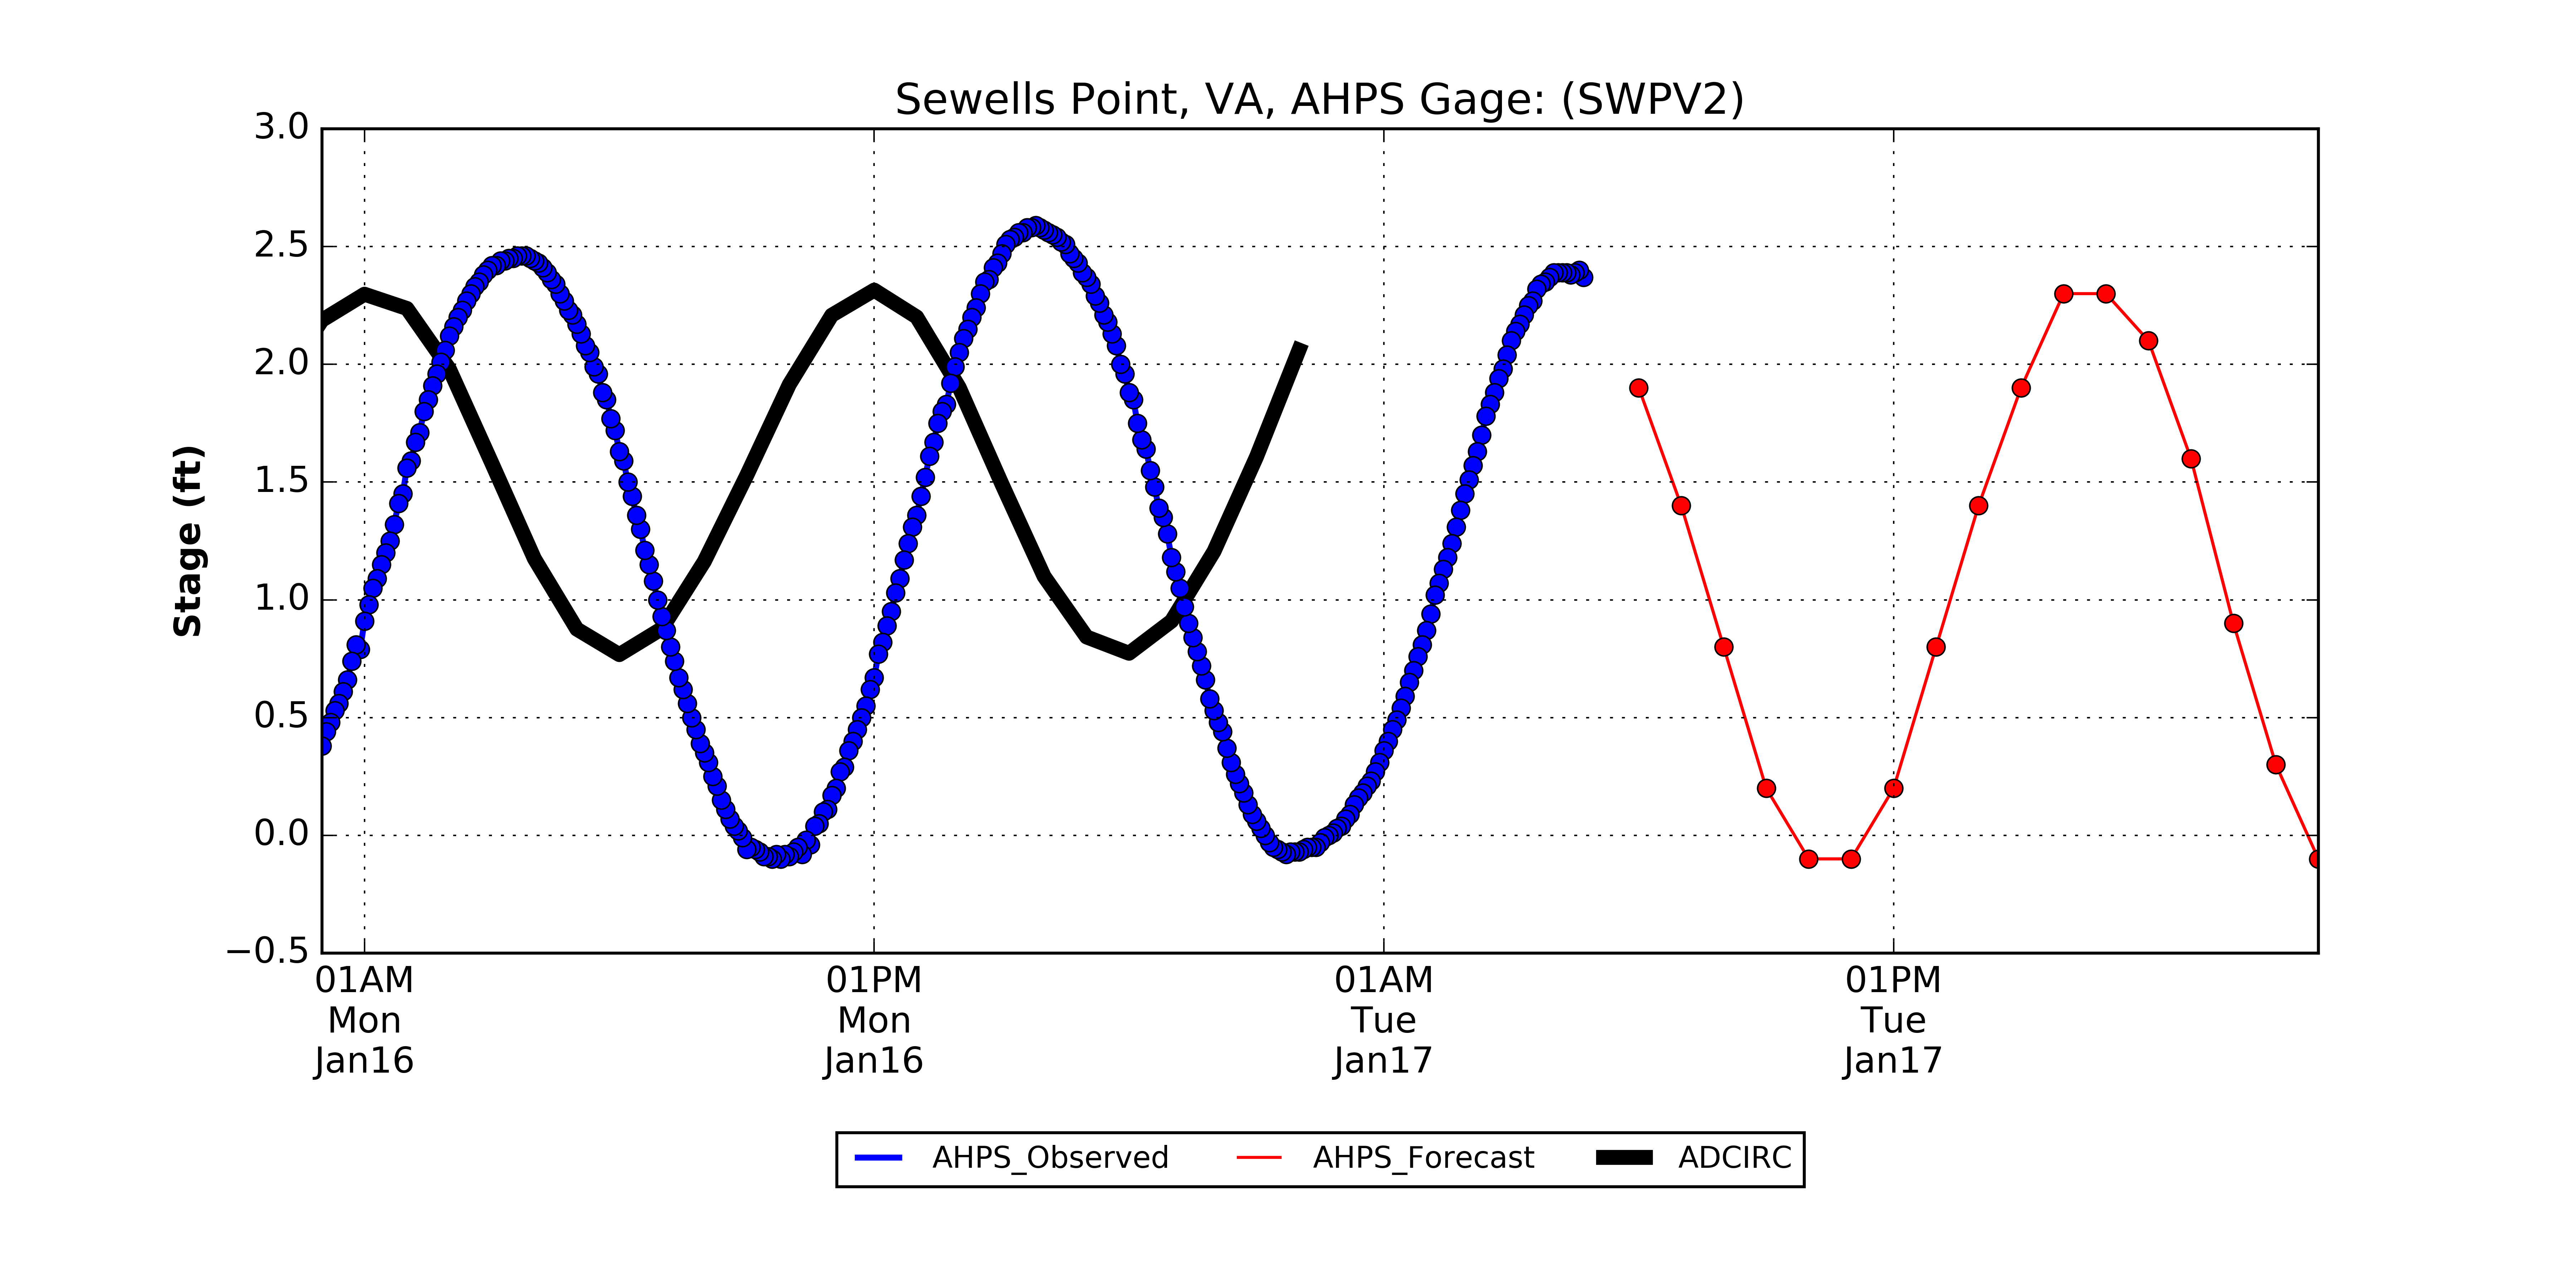 Sewells Point, VA, AHPS Gage: (SWPV2)
Stage (ft)
3.0
2.5
2.0
1.5
1.0
0.5
0.0
−0.5
01AM Mon Jan16
01PM Mon Jan16
01AM Tue Jan17
01PM Tue Jan17
AHPS_Observed
AHPS_Forecast
ADCIRC